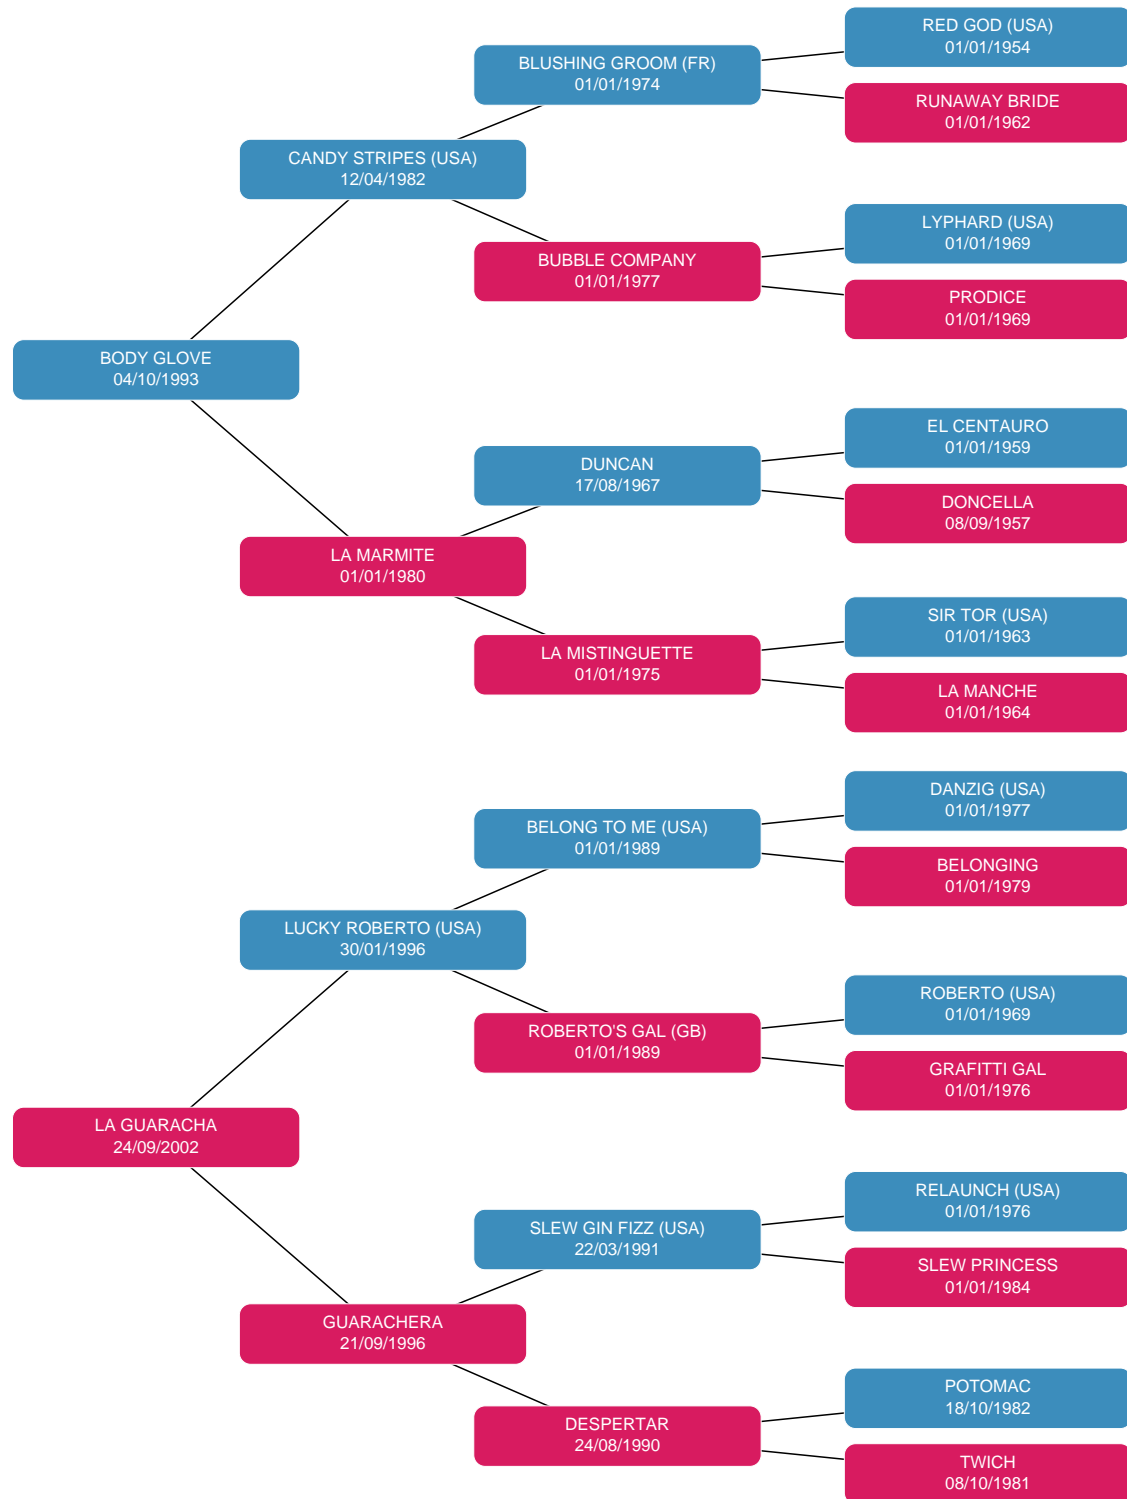 RED GOD (USA)
01/01/1954
BLUSHING GROOM (FR)
01/01/1974
RUNAWAY BRIDE
01/01/1962
CANDY STRIPES (USA)
12/04/1982
LYPHARD (USA)
01/01/1969
BUBBLE COMPANY
01/01/1977
PRODICE
01/01/1969
BODY GLOVE
04/10/1993
EL CENTAURO
01/01/1959
DUNCAN
17/08/1967
DONCELLA
08/09/1957
LA MARMITE
01/01/1980
SIR TOR (USA)
01/01/1963
LA MISTINGUETTE
01/01/1975
LA MANCHE
01/01/1964
DANZIG (USA)
01/01/1977
BELONG TO ME (USA)
01/01/1989
BELONGING
01/01/1979
LUCKY ROBERTO (USA)
30/01/1996
ROBERTO (USA)
01/01/1969
ROBERTO'S GAL (GB)
01/01/1989
GRAFITTI GAL
01/01/1976
LA GUARACHA
24/09/2002
RELAUNCH (USA)
01/01/1976
SLEW GIN FIZZ (USA)
22/03/1991
SLEW PRINCESS
01/01/1984
GUARACHERA
21/09/1996
POTOMAC
18/10/1982
DESPERTAR
24/08/1990
TWICH
08/10/1981